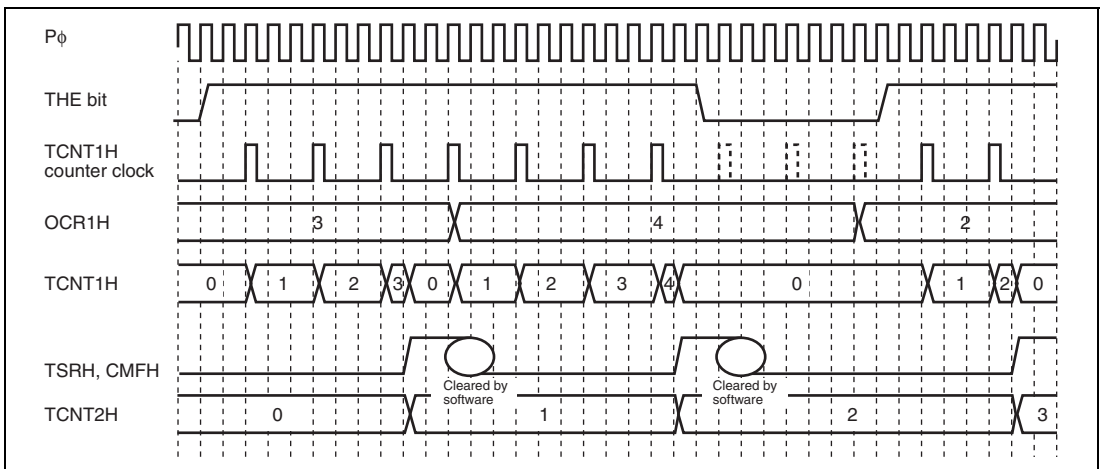 Pφ
THE bit
TCNT1H
counter clock
OCR1H 3 4 2
TCNT1H 0 1 2 3 0 1 2 3 4 0 1 2 0
TSRH, CMFH
Cleared by
software
Cleared by
software
TCNT2H 0 1 2 3